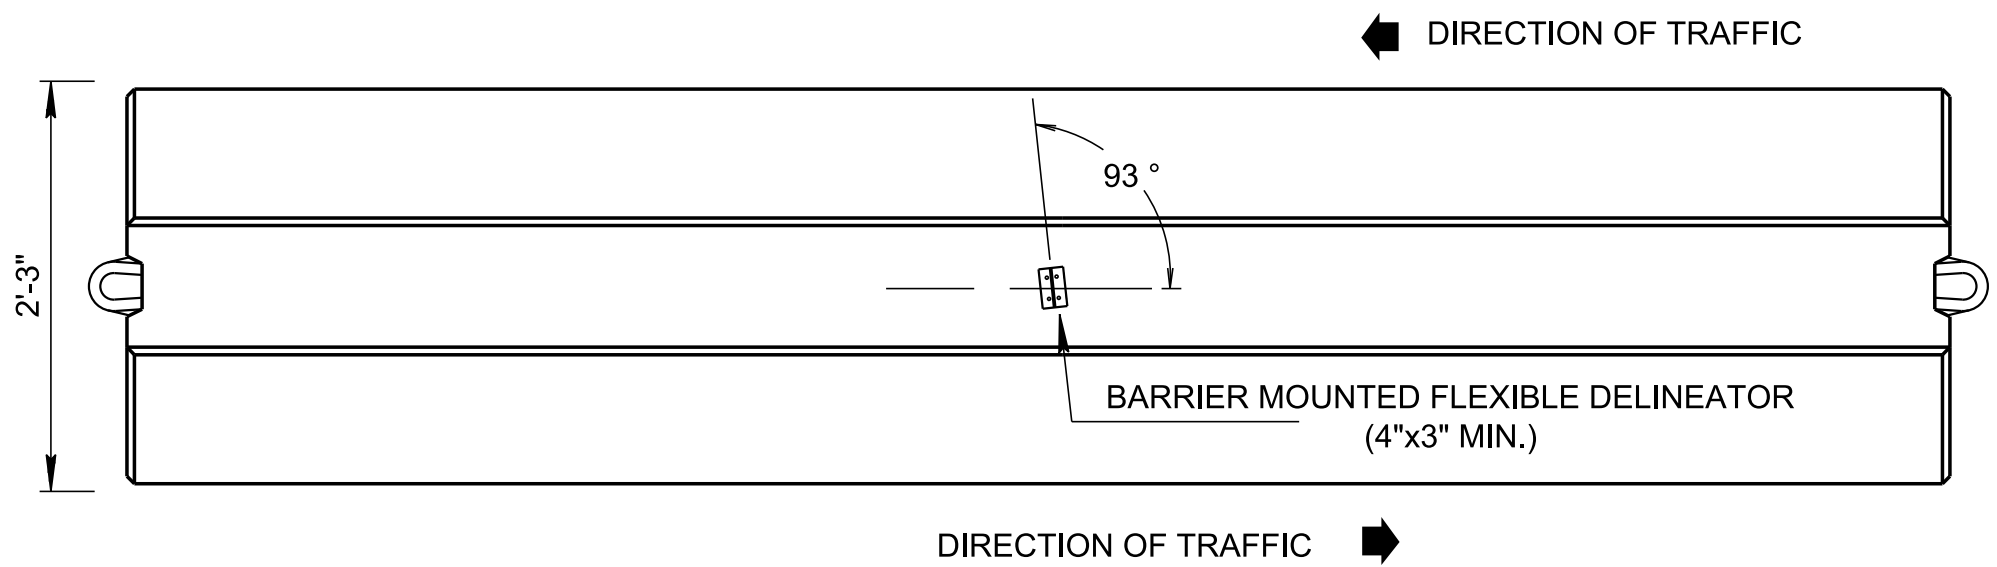 DIRECTION OF TRAFFIC
93 °
2'-3"
BARRIER MOUNTED FLEXIBLE DELINEATOR
(4"x3" MIN.)
DIRECTION OF TRAFFIC